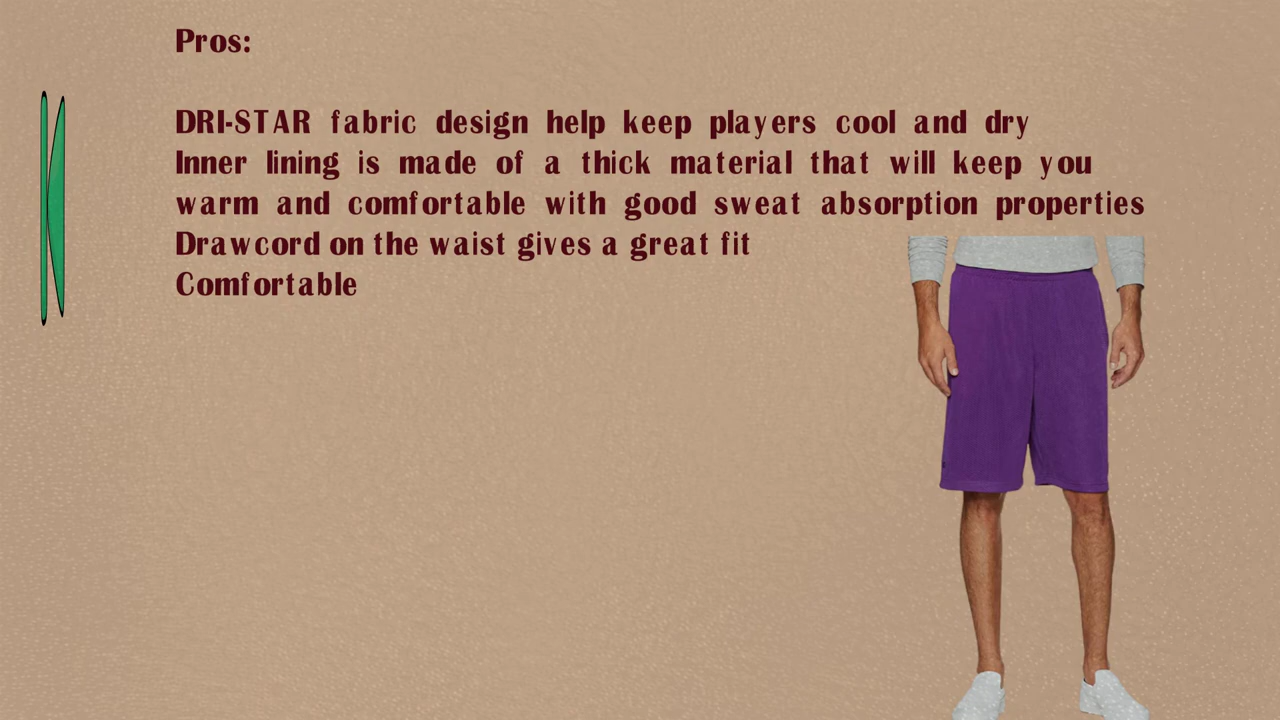 Pros:
DRI-STAR fabric design help keep players cool and dry
Inner lining is made of a thick material that will keep you
warm and comfortable with good sweat absorption properties
Drawcord on the waist gives a great fit
Comfortable